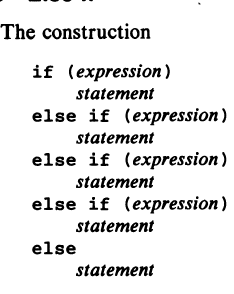 The construction
if (expression)
statement
else if (expression)
statement
else if (expression)
statement
else if (expression)
statement
else
statement